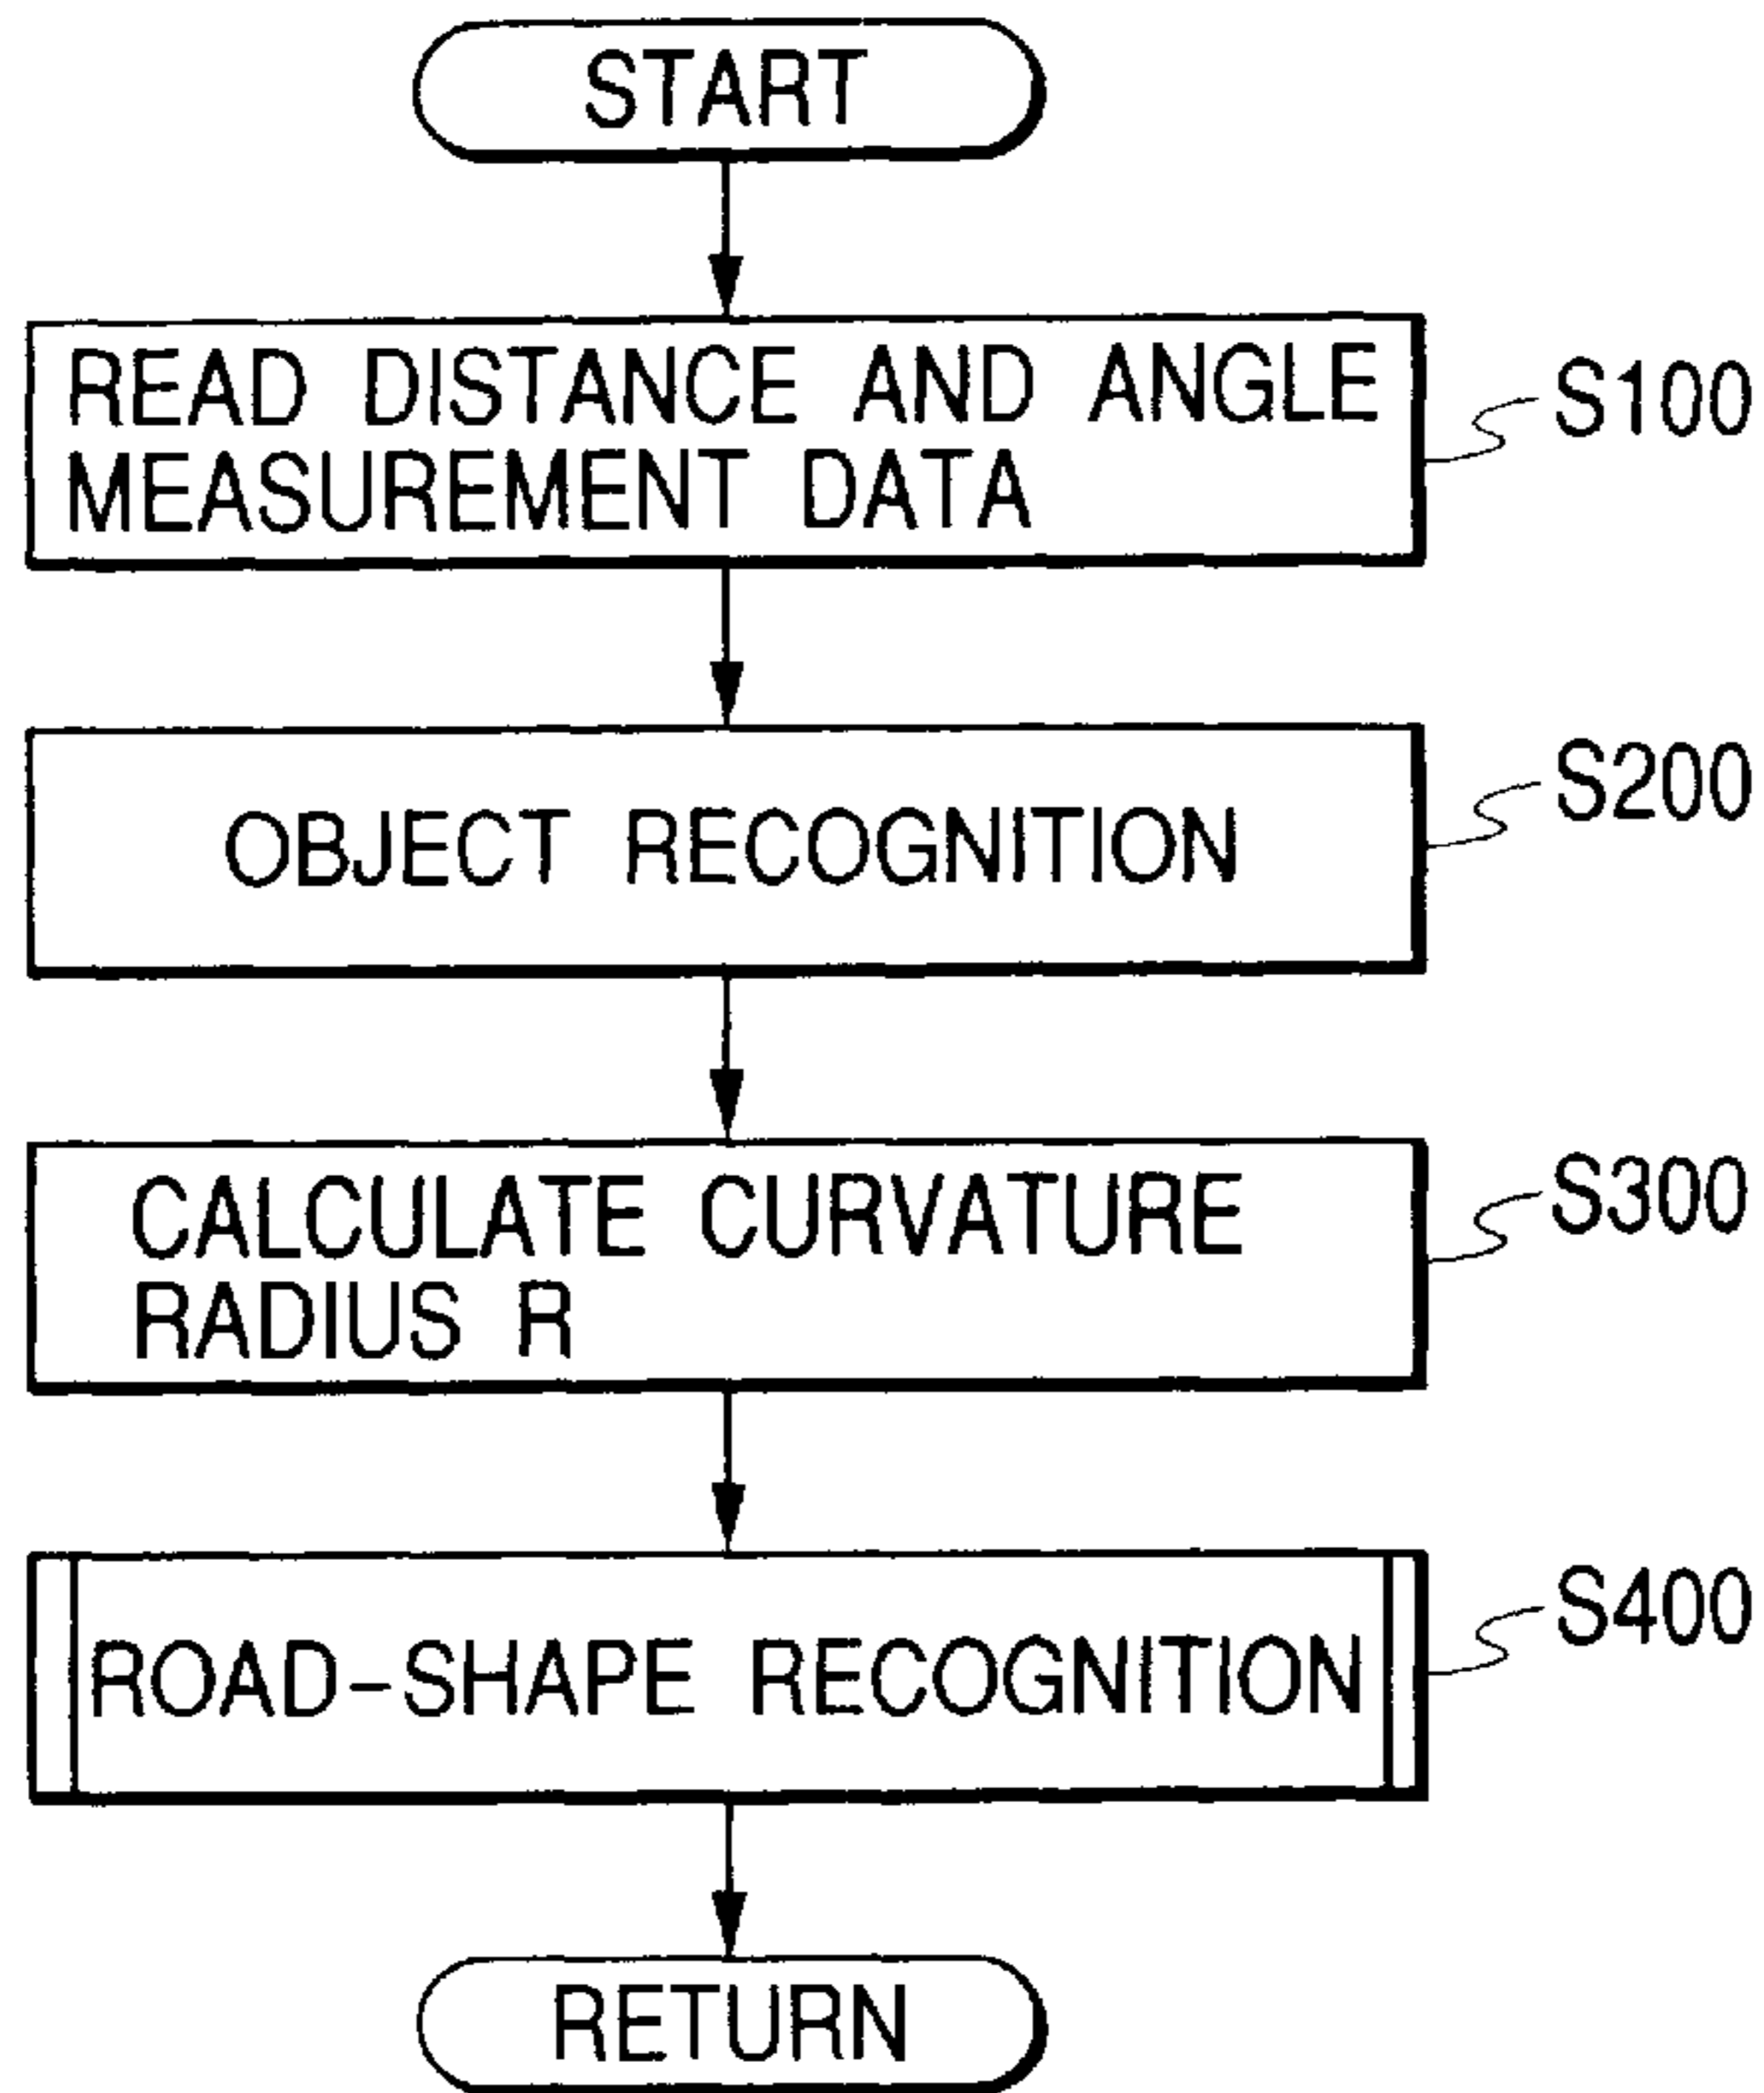 START
READ DISTANCE AND ANGLE
MEASUREMENT DATA
S100
OBJECT RECOGNITION
S200
CALCULATE CURVATURE
RADIUS R
S300
ROAD-SHAPE RECOGNITION
S400
RETURN